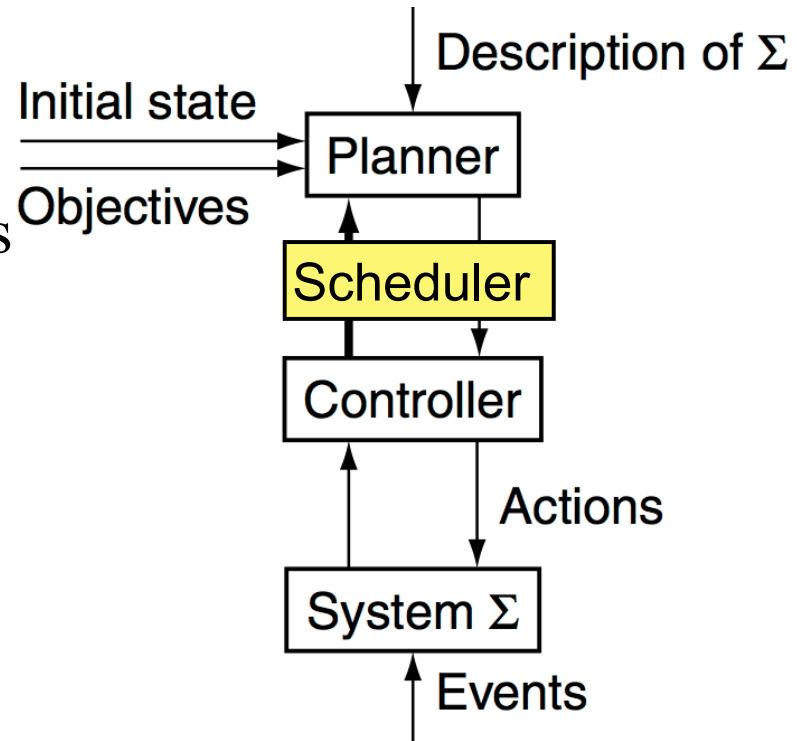 Description of Σ
Initial state
Planner
Objectives
s
Scheduler
Controller
Actions
System Σ
Events